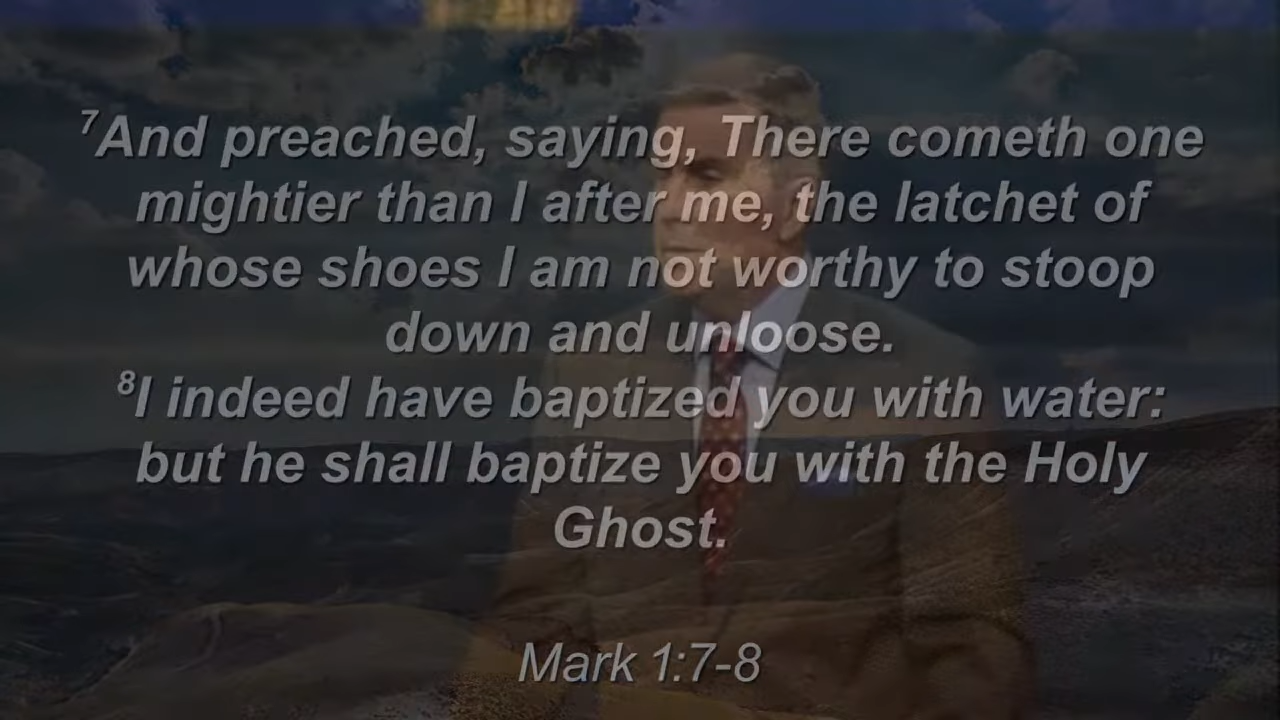 ⁷And preached, saying, There cometh one
mightier than I after me, the latchet of
whose shoes I am not worthy to stoop
down and unloose.
⁸I indeed have baptized you with water:
but he shall baptize you with the Holy
Ghost.
Mark 1:7-8